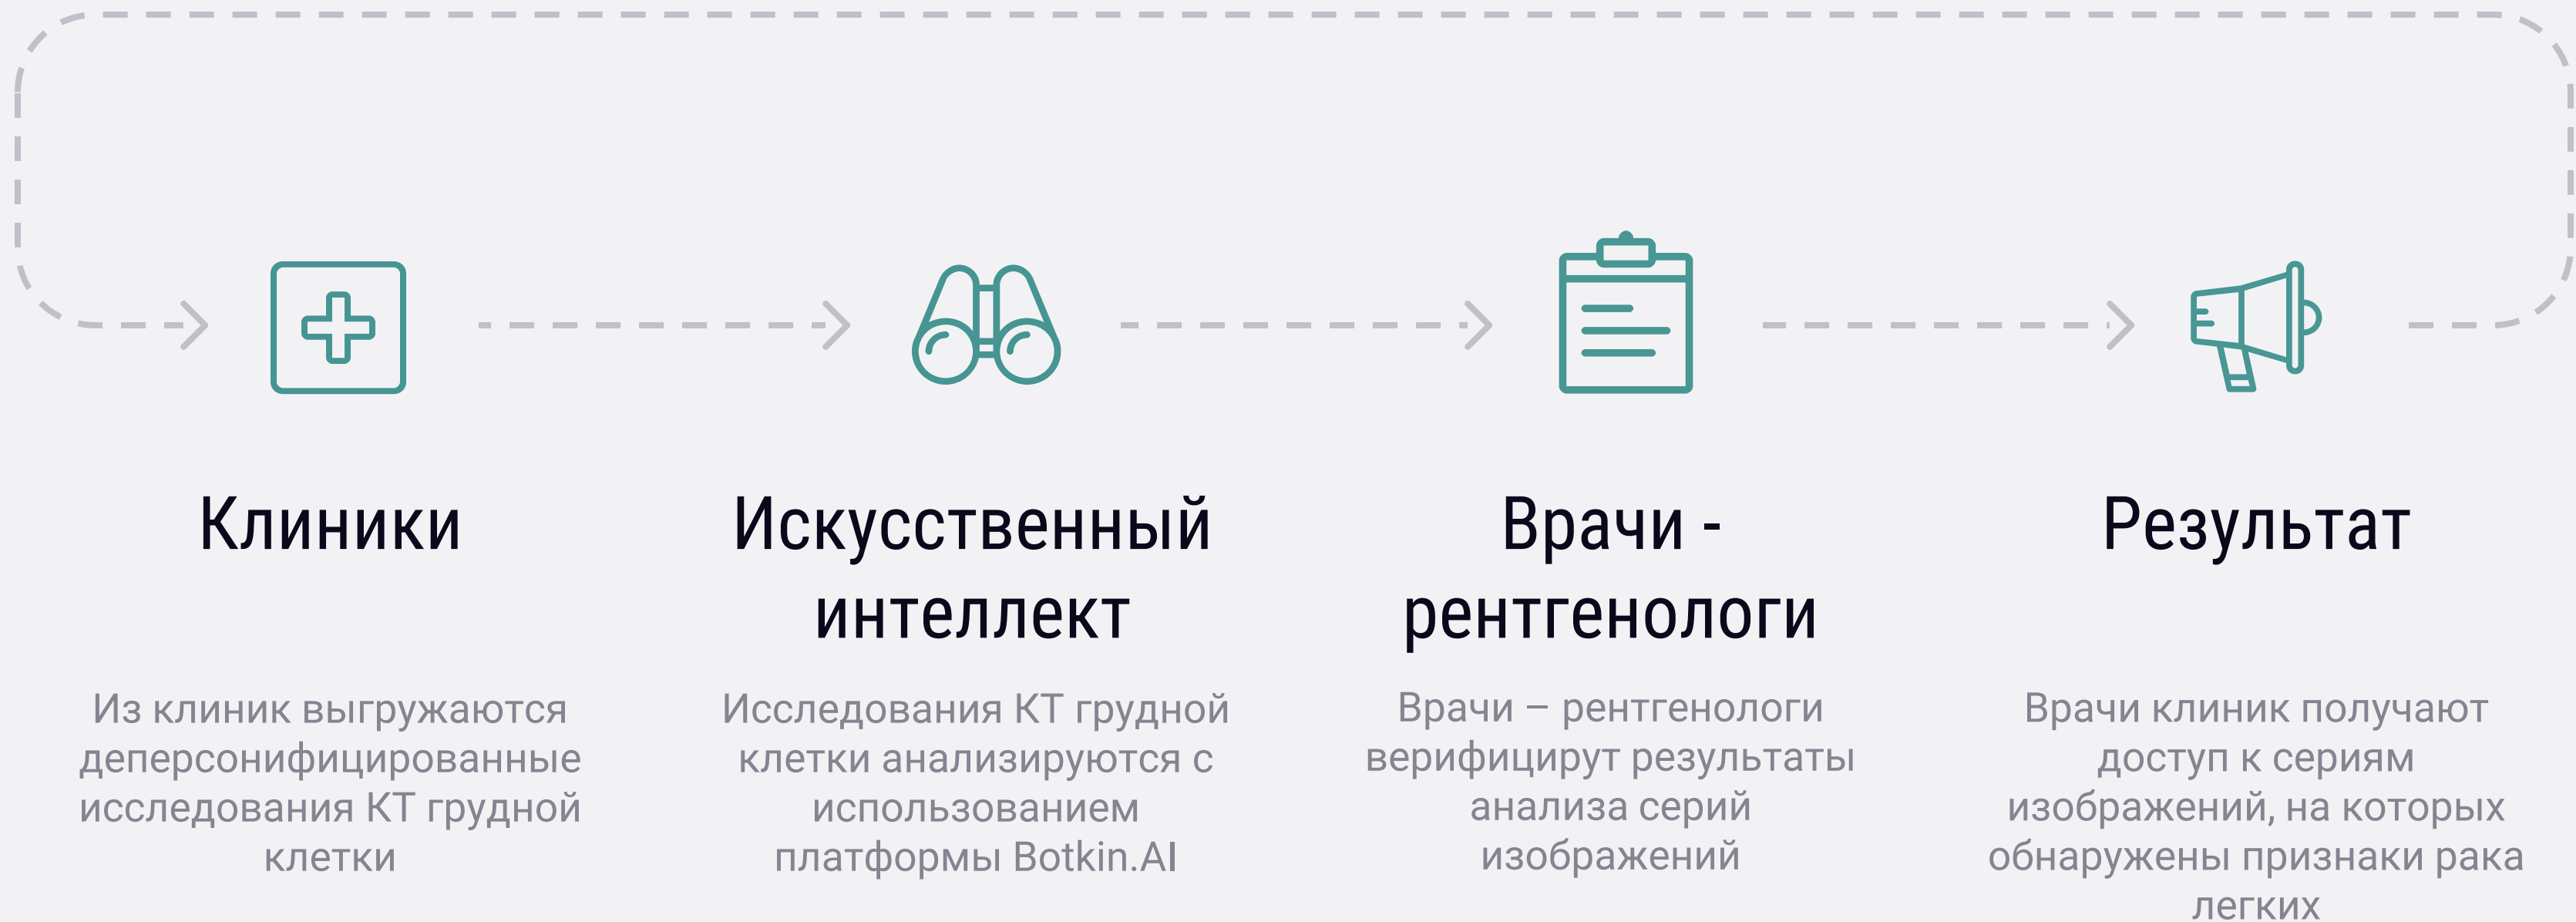 Клиники
Искусственный
интеллект
Врачи -
рентгенологи
Результат
Из клиник выгружаются
деперсонифицированные
исследования КТ грудной
клетки
Исследования КТ грудной
клетки анализируются с
использованием
платформы Botkin.AI
Врачи – рентгенологи
верифицирут результаты
анализа серий
изображений
Врачи клиник получают
доступ к сериям
изображений, на которых
обнаружены признаки рака
легких